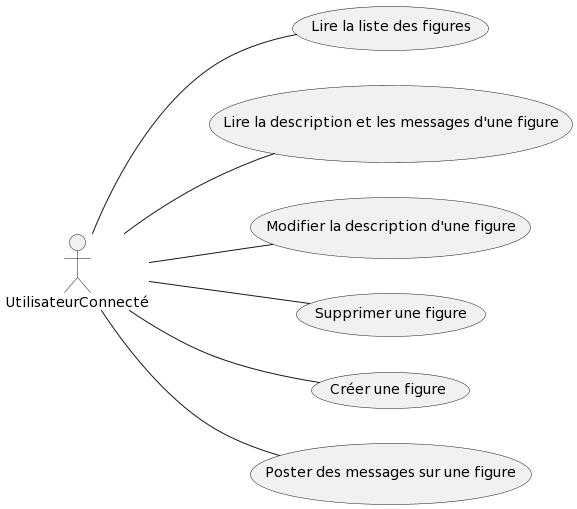 Lire la liste des figures
Lire la description et les messages d'une figure
Modifier la description d'une figure
UtilisateurConnecté
Supprimer une figure
Créer une figure
Poster des messages sur une figure